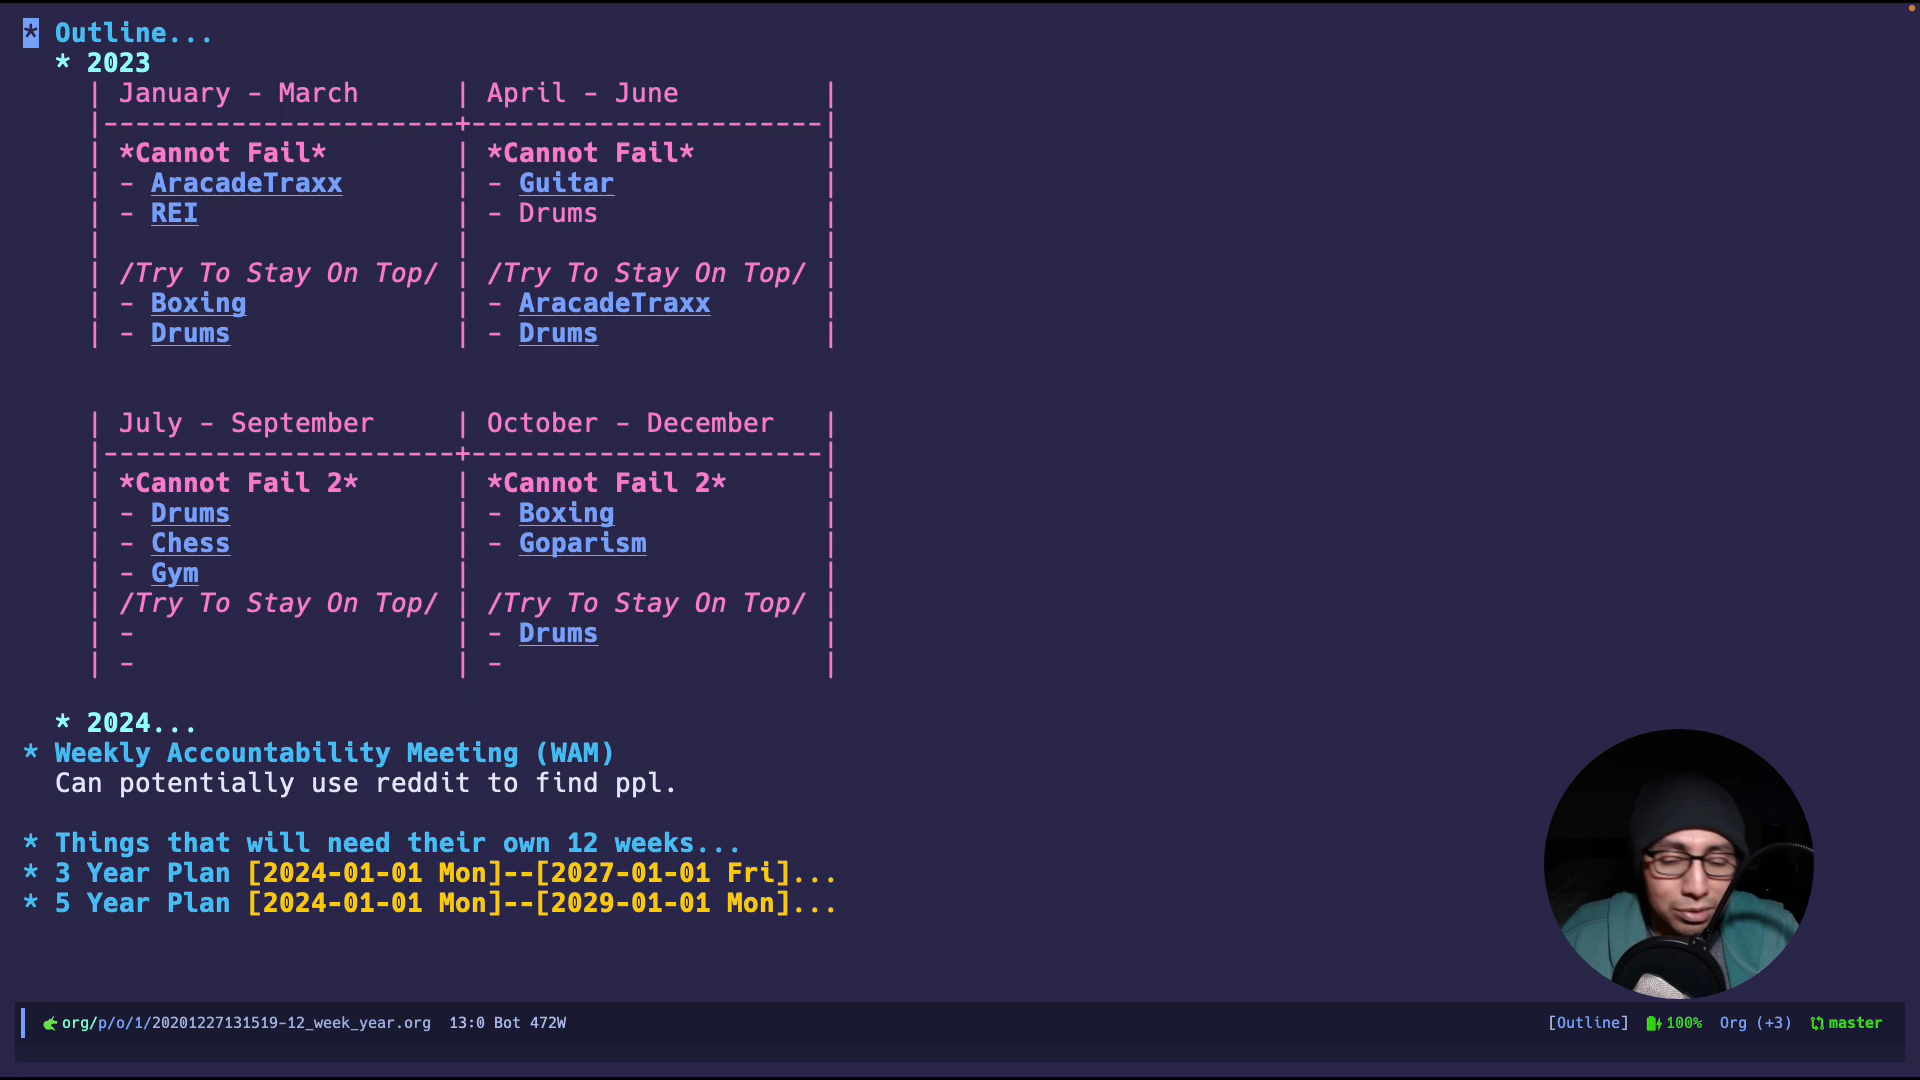 * Outline...
* 2023
| January - March | April - June |
|----------------------+----------------------|
| *Cannot Fail* | *Cannot Fail* |
| - AracadeTraxx | - Guitar |
| - REI | - Drums |
| | |
| /Try To Stay On Top/ | /Try To Stay On Top/ |
| - Boxing | - AracadeTraxx |
| - Drums | - Drums |
| July - September | October - December |
|----------------------+----------------------|
| *Cannot Fail 2* | *Cannot Fail 2* |
| - Drums | - Boxing |
| - Chess | - Goparism |
| - Gym | |
| /Try To Stay On Top/ | /Try To Stay On Top/ |
| - | - Drums |
| - | - |
* 2024...
* Weekly Accountability Meeting (WAM)
Can potentially use reddit to find ppl.
* Things that will need their own 12 weeks...
* 3 Year Plan [2024-01-01 Mon]--[2027-01-01 Fri]...
* 5 Year Plan [2024-01-01 Mon]--[2029-01-01 Mon]...
org/p/o/1/20201227131519-12_week_year.org 13:0 Bot 472W [Outline] 100% Org (+3) master